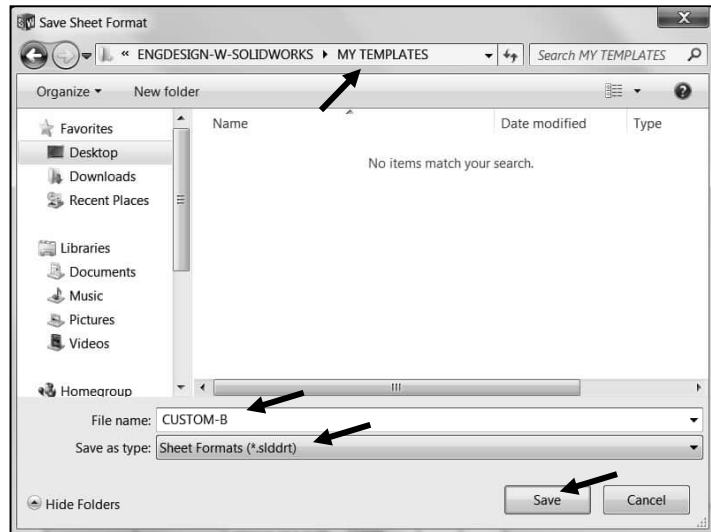 Save Sheet Format
« ENGDESIGN-W-SOLIDWORKS MY TEMPLATES Search MY TEMPLATES
Organize New folder
Favorites Name Date modified Type
Desktop No items match your search.
Downloads
Recent Places
Libraries
Documents
Music
Pictures
Videos
Homegroup
File name: CUSTOM-B
Save as type: Sheet Formats (*.slddrt)
Hide Folders Save Cancel